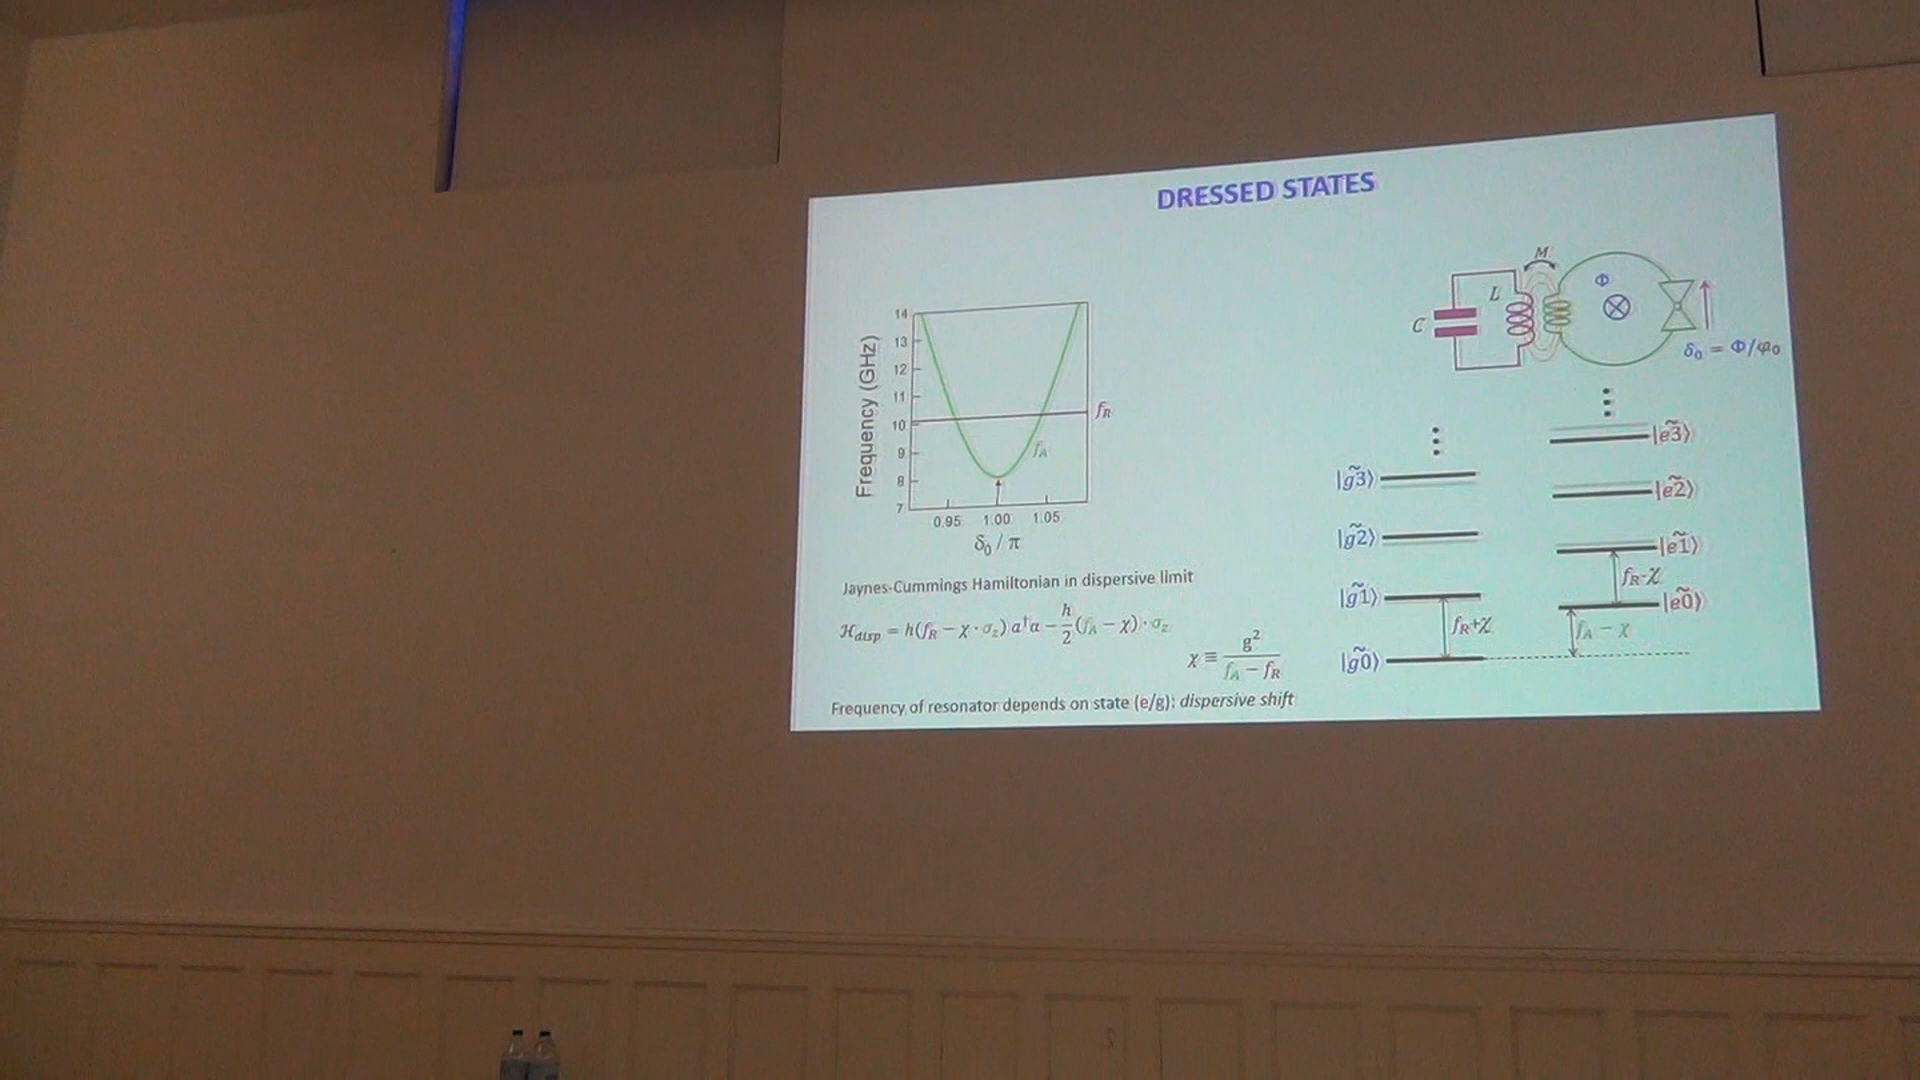 DRESSED STATES
M
L
C
Φ
δ₀ = Φ/φ₀
Frequency (GHz)
14
13
12
11
10
9
8
7
f_R
f_A
0.95 1.00 1.05
δ₀ / π
|g̃3⟩
|g̃2⟩
|g̃1⟩
|g̃0⟩
f_R+χ
|ẽ3⟩
|ẽ2⟩
|ẽ1⟩
|ẽ0⟩
f_R-χ
f_A − χ
Jaynes-Cummings Hamiltonian in dispersive limit
ℋ_disp = h(f_R − χ · σ_z) a†a − h/2 (f_A − χ) · σ_z
χ ≡ g²/(f_A − f_R)
Frequency of resonator depends on state (e/g): dispersive shift